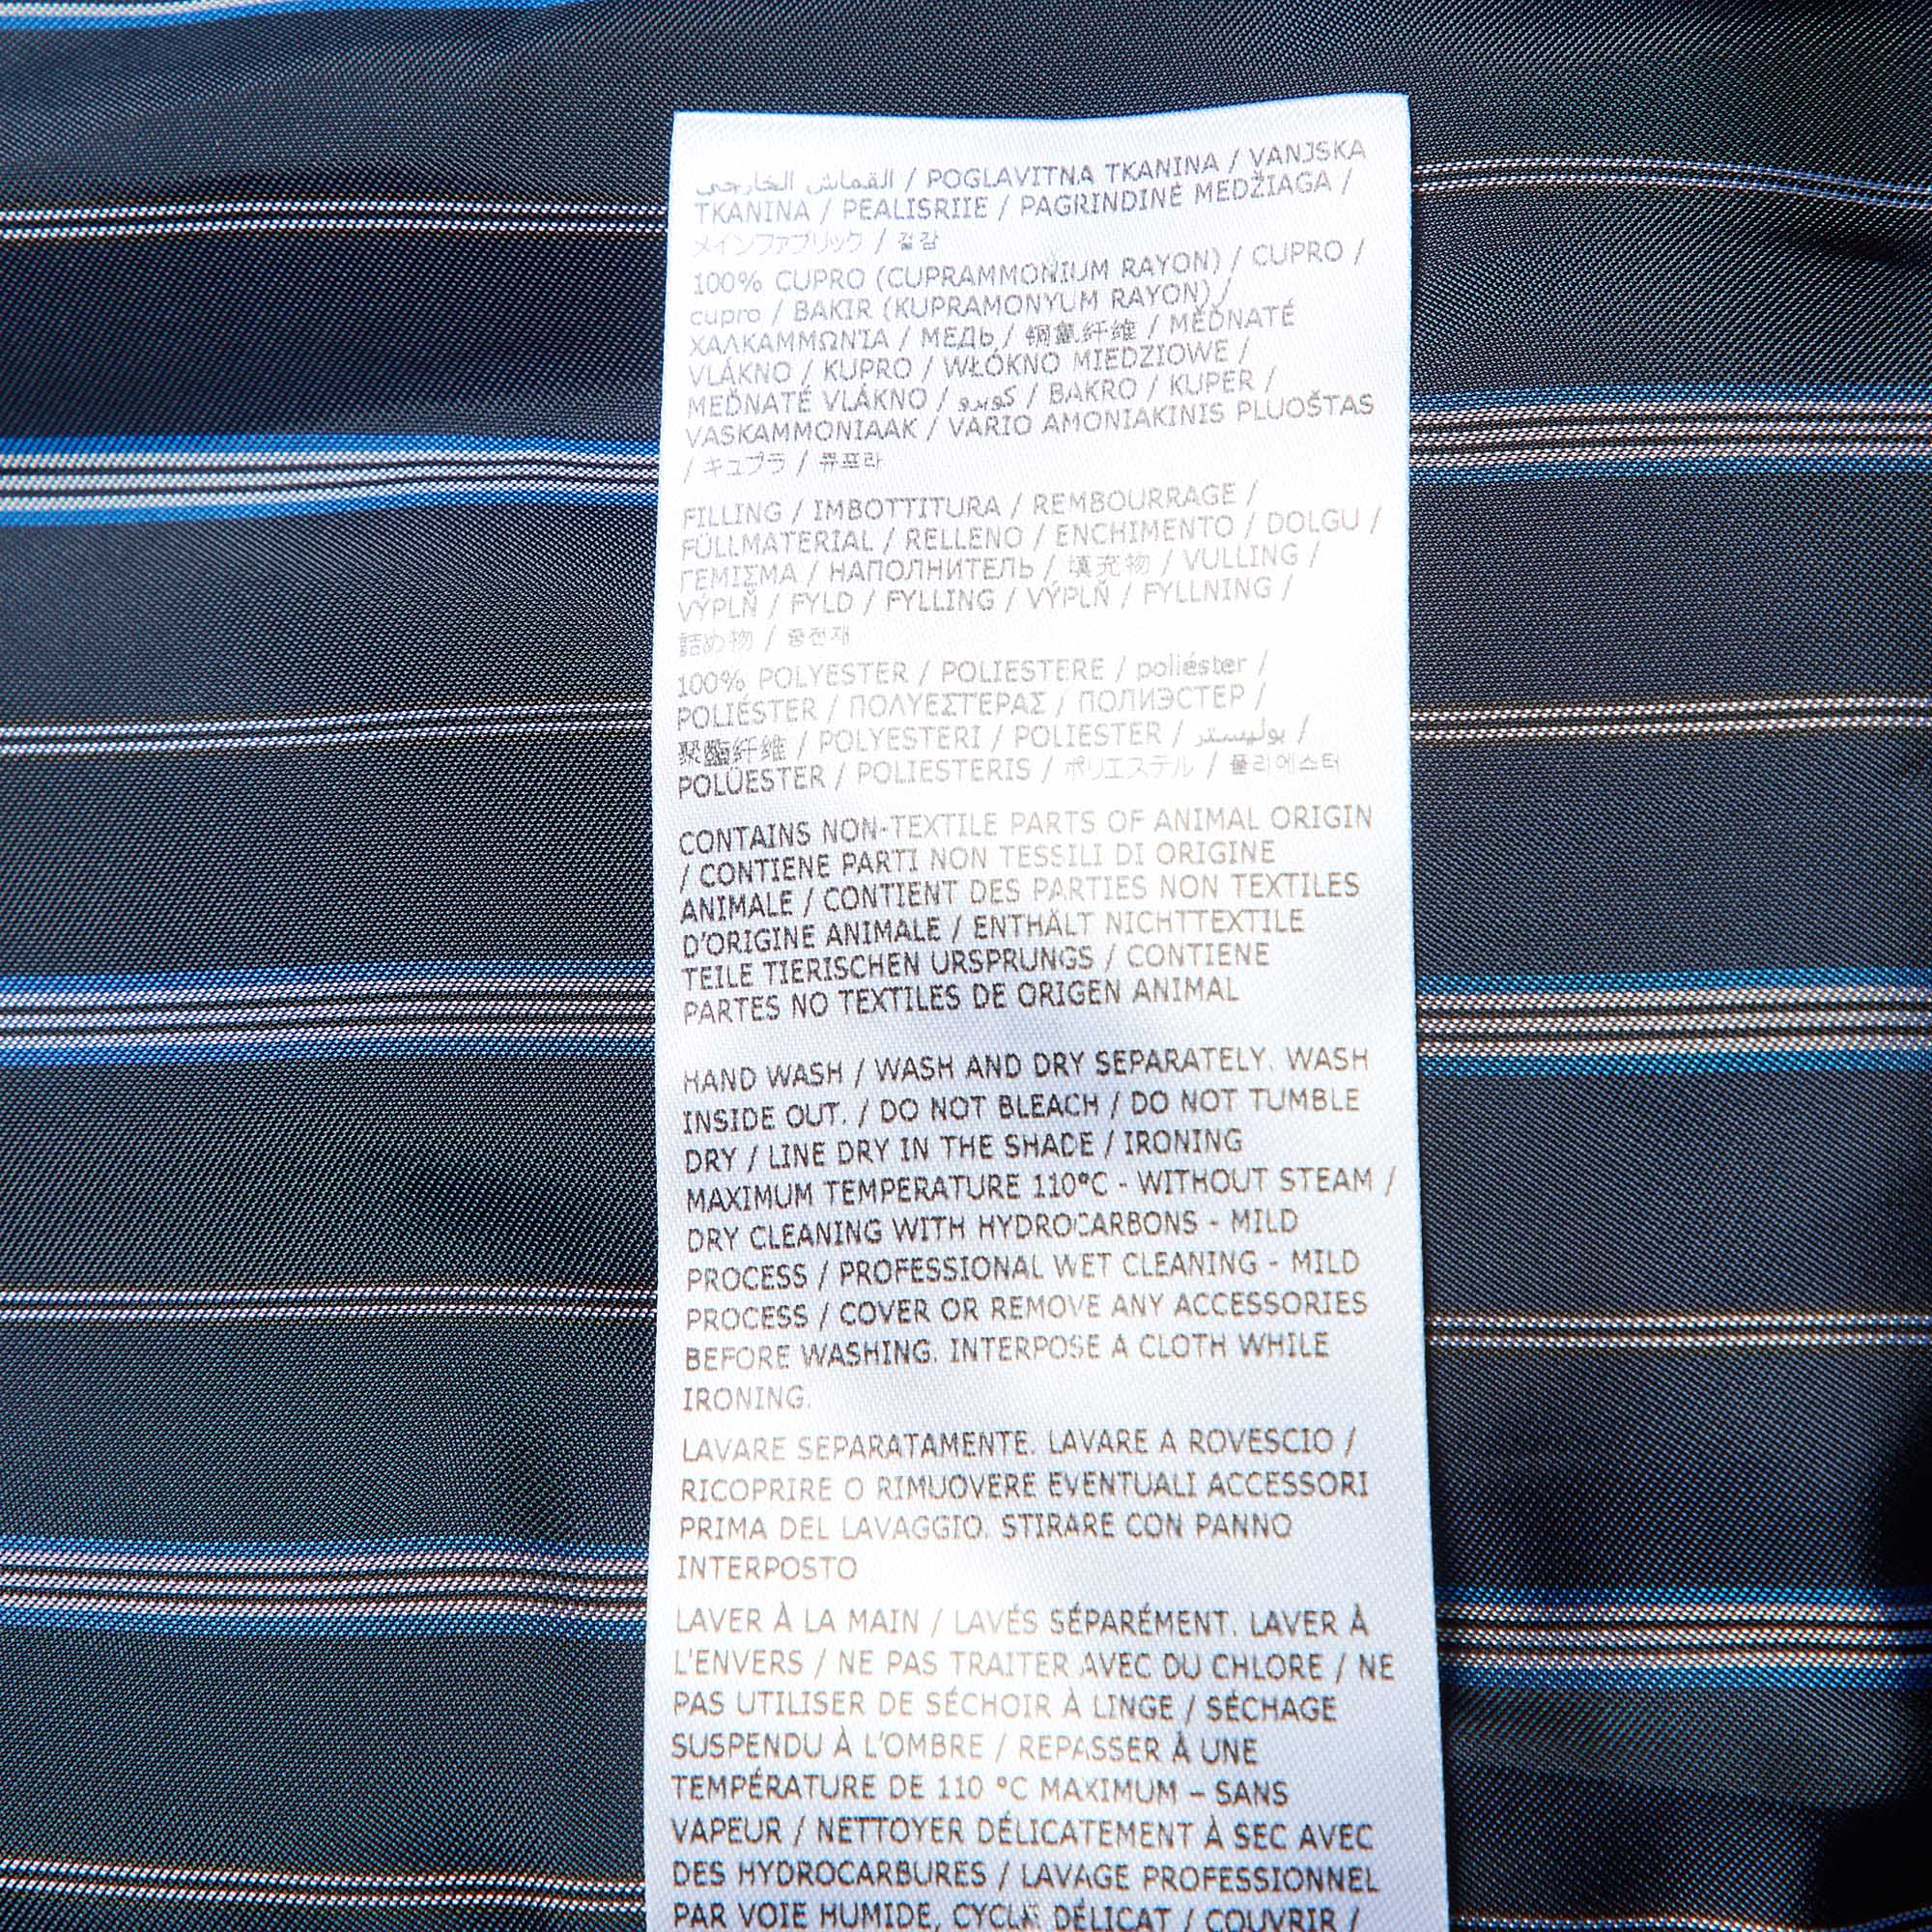 القماش الخارجي / POGLAVITNA TKANINA / VANJSKA
TKANINA / PEALISRIIE / PAGRINDINĖ MEDŽIAGA /
メインファブリック / 겉감
100% CUPRO (CUPRAMMONIUM RAYON) / CUPRO /
cupro / BAKIR (KUPRAMONYUM RAYON) /
ΧΑΛΚΑΜΜΩΝΊΑ / МЕДЬ / 铜氨纤维 / MĚĎNATÉ
VLÁKNO / KUPRO / WŁÓKNO MIEDZIOWE /
MEĎNATÉ VLÁKNO / كوبرو / BAKRO / KUPER /
VASKAMMONIAAK / VARIO AMONIAKINIS PLUOŠTAS
/ キュプラ / 큐프라
FILLING / IMBOTTITURA / REMBOURRAGE /
FÜLLMATERIAL / RELLENO / ENCHIMENTO / DOLGU /
ΓΕΜΙΣΜΑ / НАПОЛНИТЕЛЬ / 填充物 / VULLING /
VÝPLŇ / FYLD / FYLLING / VÝPLŇ / FYLLNING /
詰め物 / 충전재
100% POLYESTER / POLIESTERE / poliéster /
POLIÉSTER / ΠΟΛΥΕΣΤΕΡΑΣ / ПОЛИЭСТЕР /
聚酯纤维 / POLYESTERI / POLIESTER / بوليستر /
POLÜESTER / POLIESTERIS / ポリエステル / 폴리에스터
CONTAINS NON-TEXTILE PARTS OF ANIMAL ORIGIN
/ CONTIENE PARTI NON TESSILI DI ORIGINE
ANIMALE / CONTIENT DES PARTIES NON TEXTILES
D'ORIGINE ANIMALE / ENTHÄLT NICHTTEXTILE
TEILE TIERISCHEN URSPRUNGS / CONTIENE
PARTES NO TEXTILES DE ORIGEN ANIMAL
HAND WASH / WASH AND DRY SEPARATELY. WASH
INSIDE OUT. / DO NOT BLEACH / DO NOT TUMBLE
DRY / LINE DRY IN THE SHADE / IRONING
MAXIMUM TEMPERATURE 110°C - WITHOUT STEAM /
DRY CLEANING WITH HYDROCARBONS - MILD
PROCESS / PROFESSIONAL WET CLEANING - MILD
PROCESS / COVER OR REMOVE ANY ACCESSORIES
BEFORE WASHING. INTERPOSE A CLOTH WHILE
IRONING.
LAVARE SEPARATAMENTE. LAVARE A ROVESCIO /
RICOPRIRE O RIMUOVERE EVENTUALI ACCESSORI
PRIMA DEL LAVAGGIO. STIRARE CON PANNO
INTERPOSTO
LAVER À LA MAIN / LAVÉS SÉPARÉMENT. LAVER À
L'ENVERS / NE PAS TRAITER AVEC DU CHLORE / NE
PAS UTILISER DE SÉCHOIR À LINGE / SÉCHAGE
SUSPENDU À L'OMBRE / REPASSER À UNE
TEMPÉRATURE DE 110 °C MAXIMUM – SANS
VAPEUR / NETTOYER DÉLICATEMENT À SEC AVEC
DES HYDROCARBURES / LAVAGE PROFESSIONNEL
PAR VOIE HUMIDE, CYCLE DÉLICAT / COUVRIR /